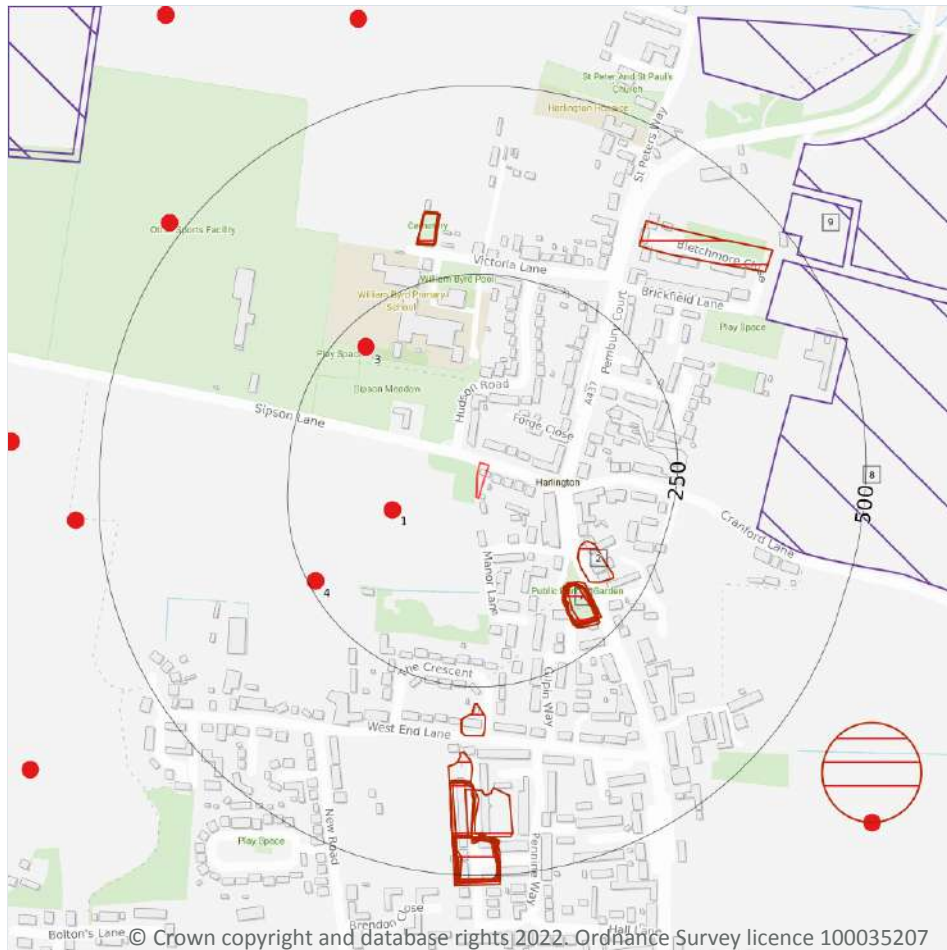 St Peter And St Paul's
Church
Harlington Hospice
St Peters Way
Other Sports Facility
Cemetery
9
Bletchmore Close
Victoria Lane
William Byrd Pool
Brickfield Lane
William Byrd Primary
School
Pembury Court
Play Space
Play Space
3
Sipson Meadow
Hudson Road
A437
Sipson Lane
Forge Close
250
8
500
Harlington
Cranford Lane
1
2
Manor Lane
4
Public Garden
Crescent
Gilpin Way
West End Lane
New Road
Play Space
Pennine Way
Brendon Close
Bolton's Lane
Hall Lane
© Crown copyright and database rights 2022. Ordnance Survey licence 100035207